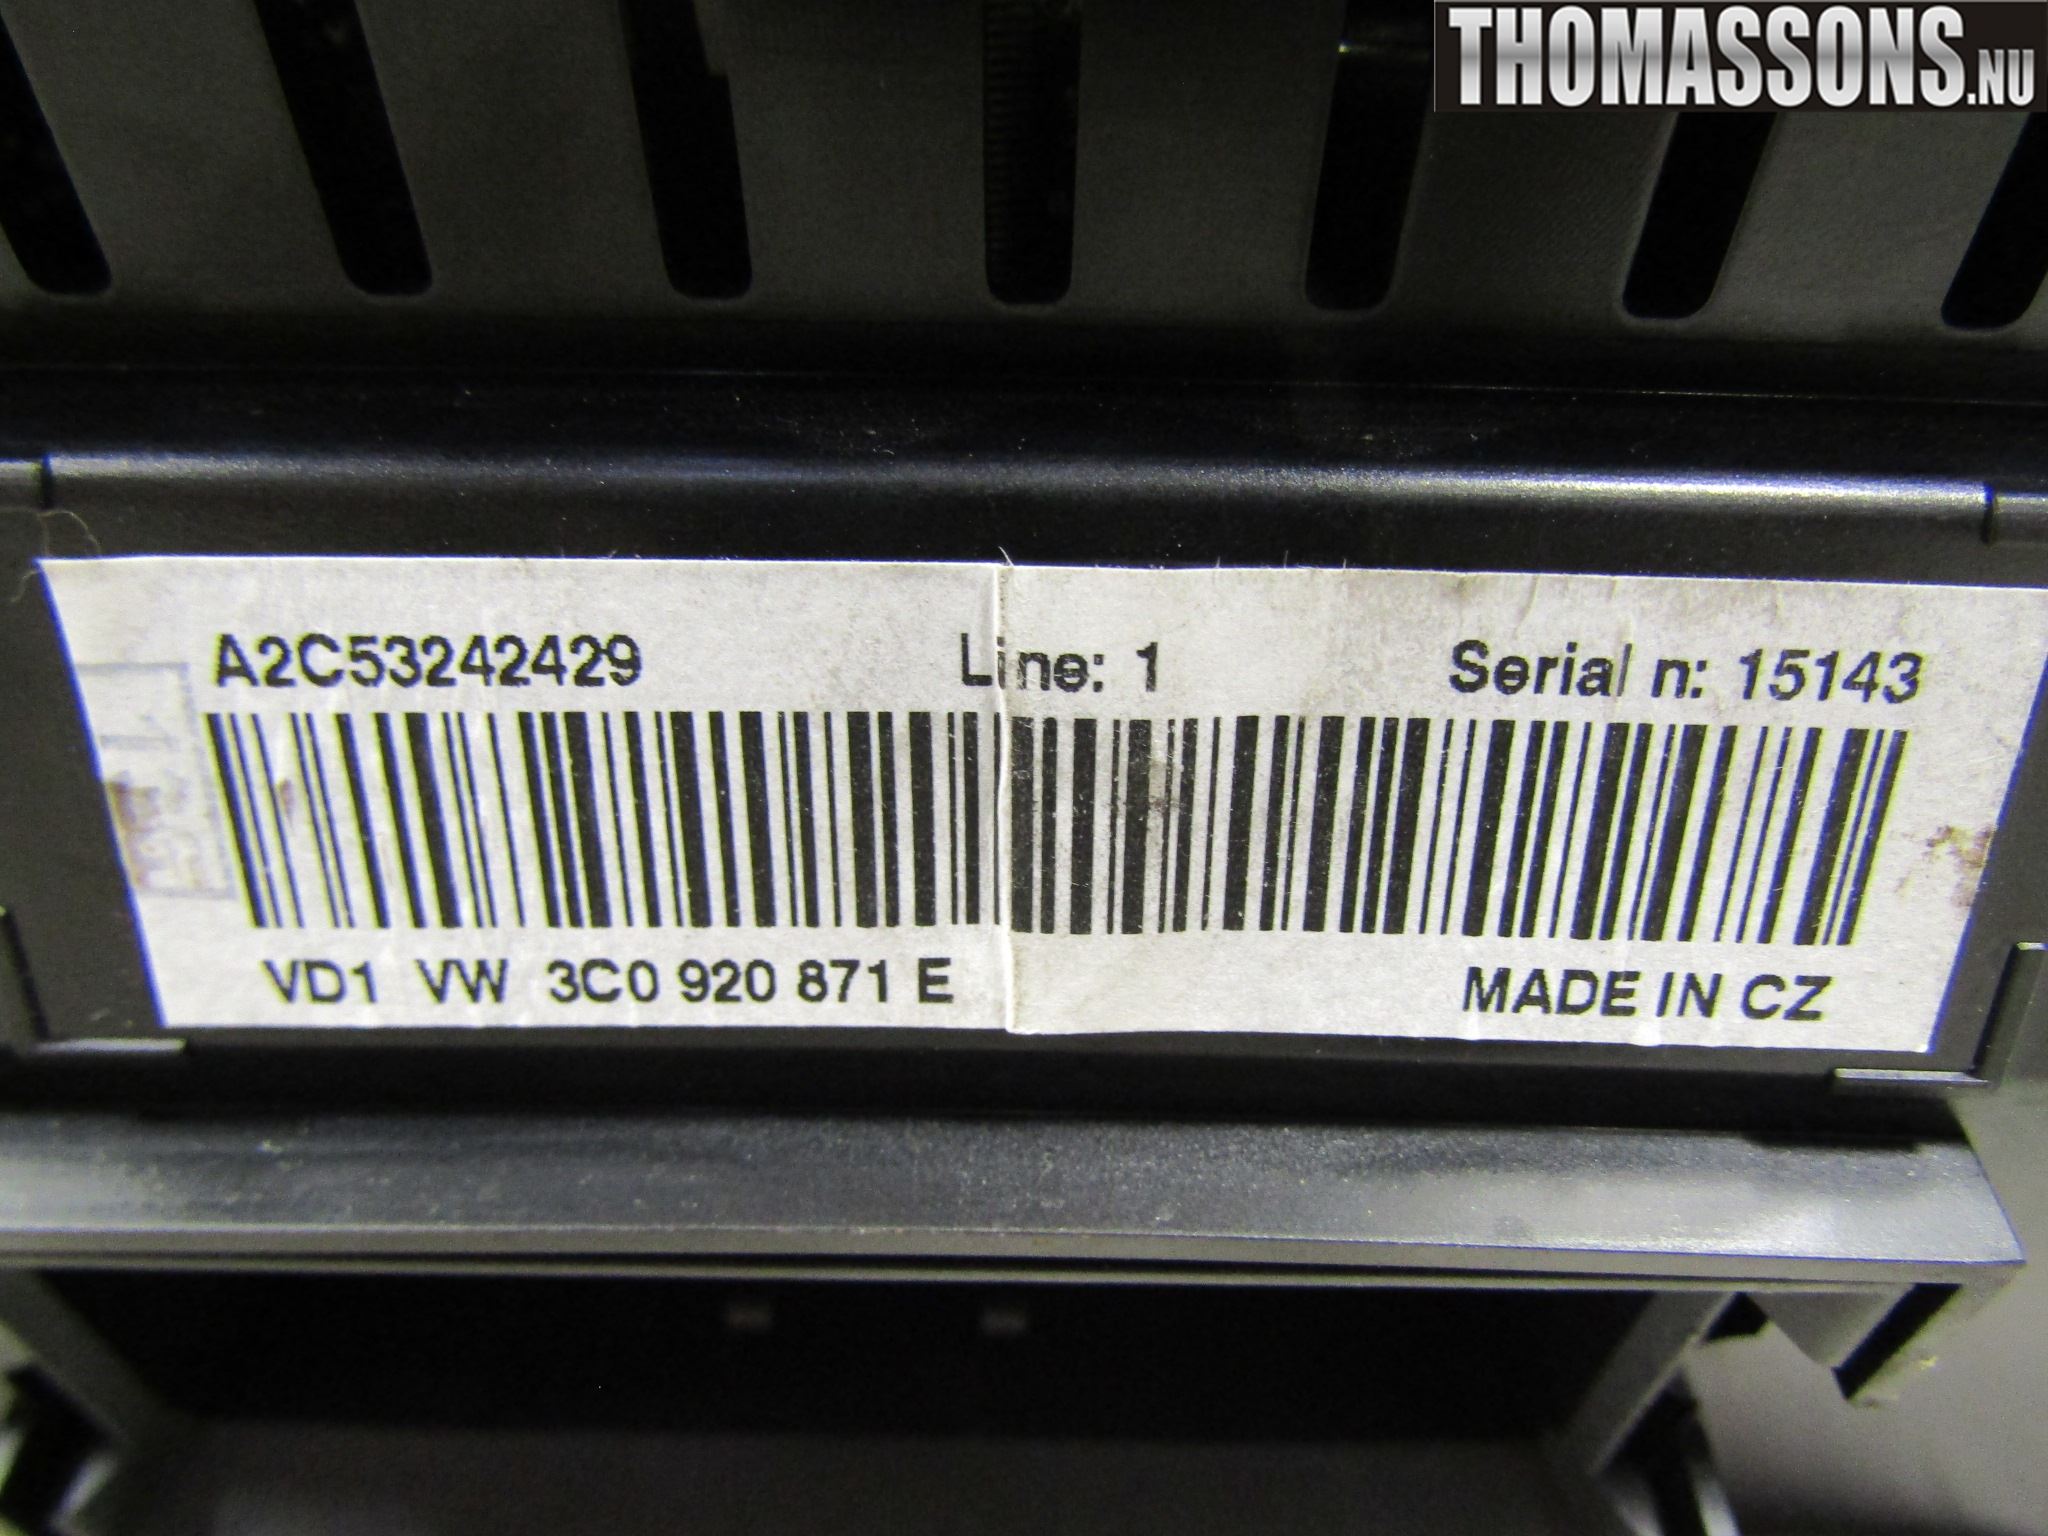 THOMASSONS.NU
A2C53242429 Line: 1 Serial n: 15143
VD1 VW 3C0 920 871 E MADE IN CZ